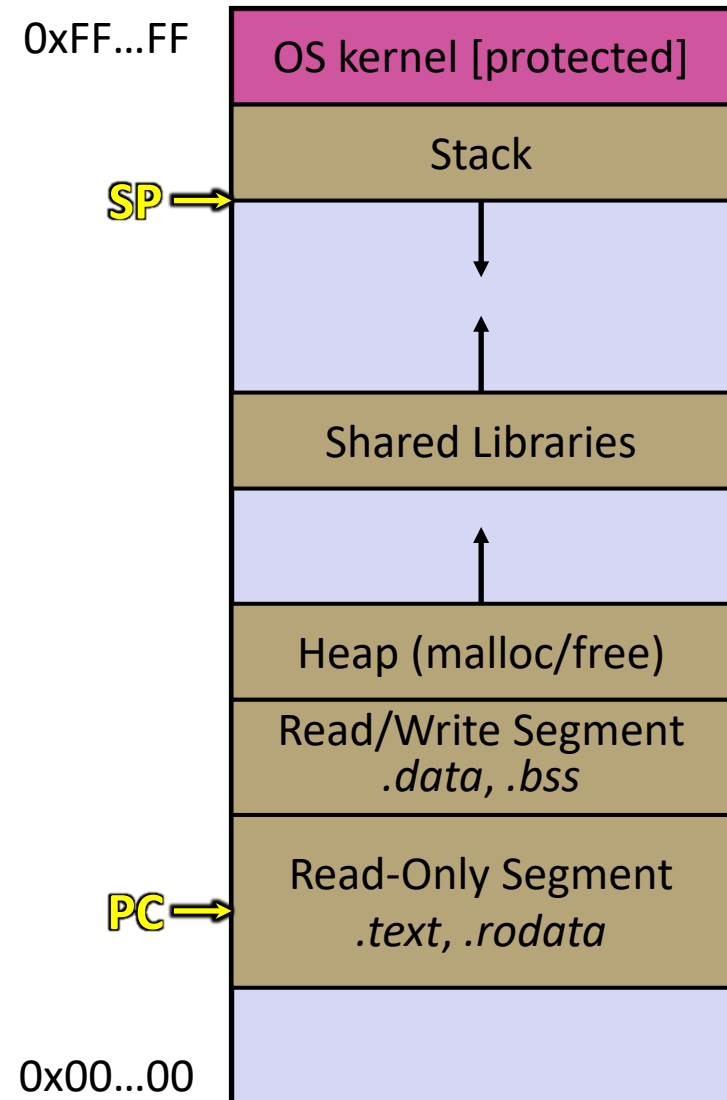 0xFF...FF
OS kernel [protected]
Stack
SP
Shared Libraries
Heap (malloc/free)
Read/Write Segment
.data, .bss
Read-Only Segment
PC
.text, .rodata
0x00...00